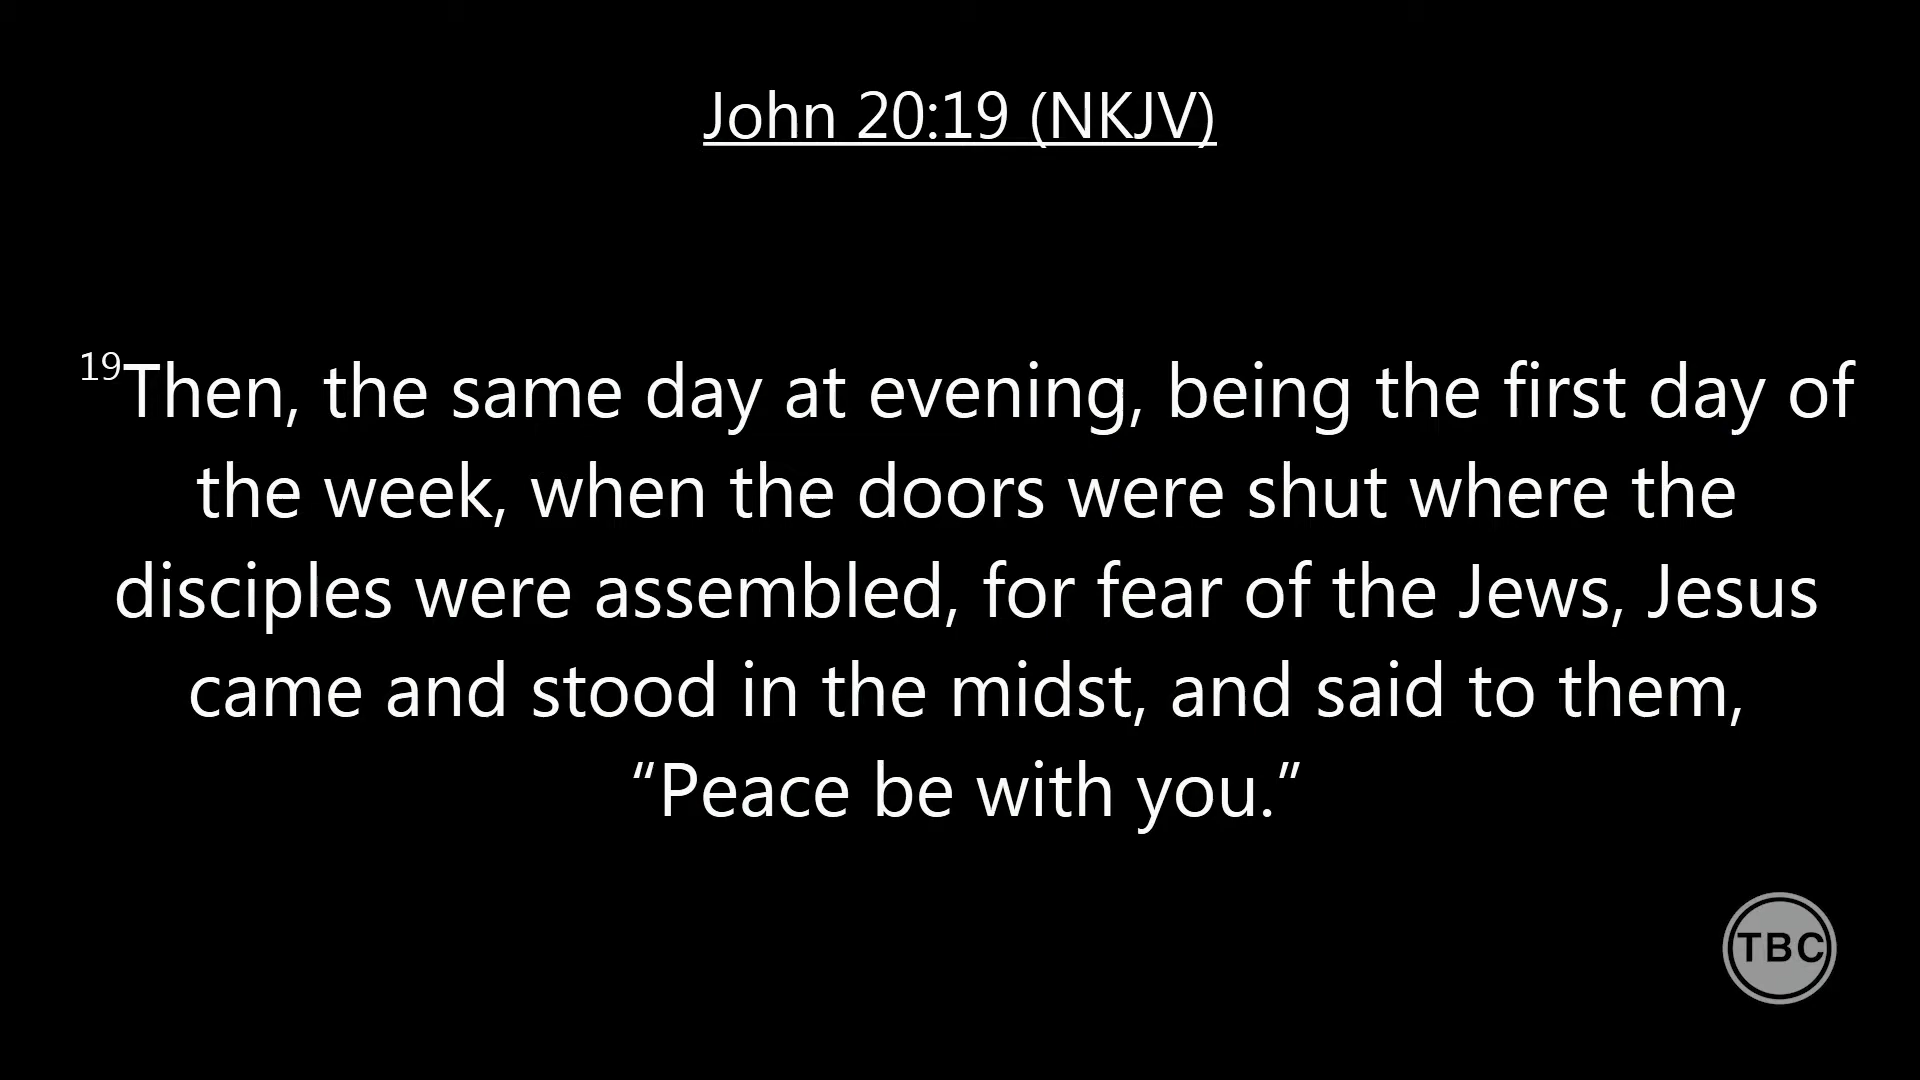 John 20:19 (NKJV)
19Then, the same day at evening, being the first day of
the week, when the doors were shut where the
disciples were assembled, for fear of the Jews, Jesus
came and stood in the midst, and said to them,
“Peace be with you.”
TBC